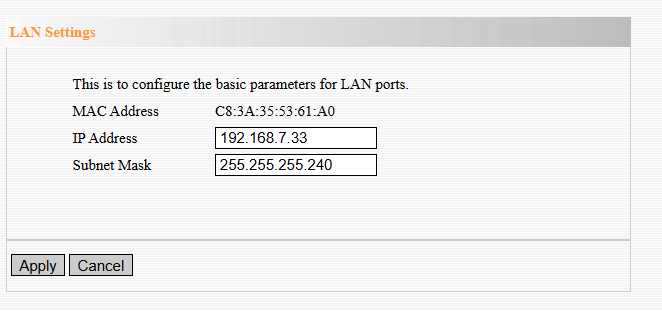 LAN Settings
This is to configure the basic parameters for LAN ports.
MAC Address C8:3A:35:53:61:A0
IP Address 192.168.7.33
Subnet Mask 255.255.255.240
Apply Cancel